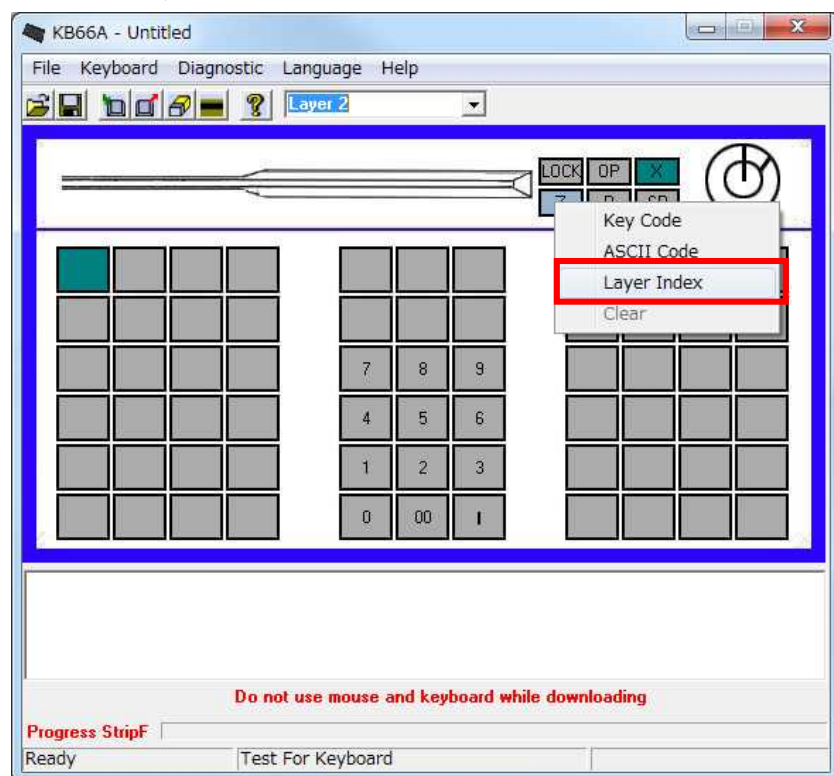 KB66A - Untitled
File Keyboard Diagnostic Language Help
Layer 2
LOCK OP X
Key Code
ASCII Code
Layer Index
Clear
7 8 9
4 5 6
1 2 3
0 00
Do not use mouse and keyboard while downloading
Progress StripF
Ready Test For Keyboard